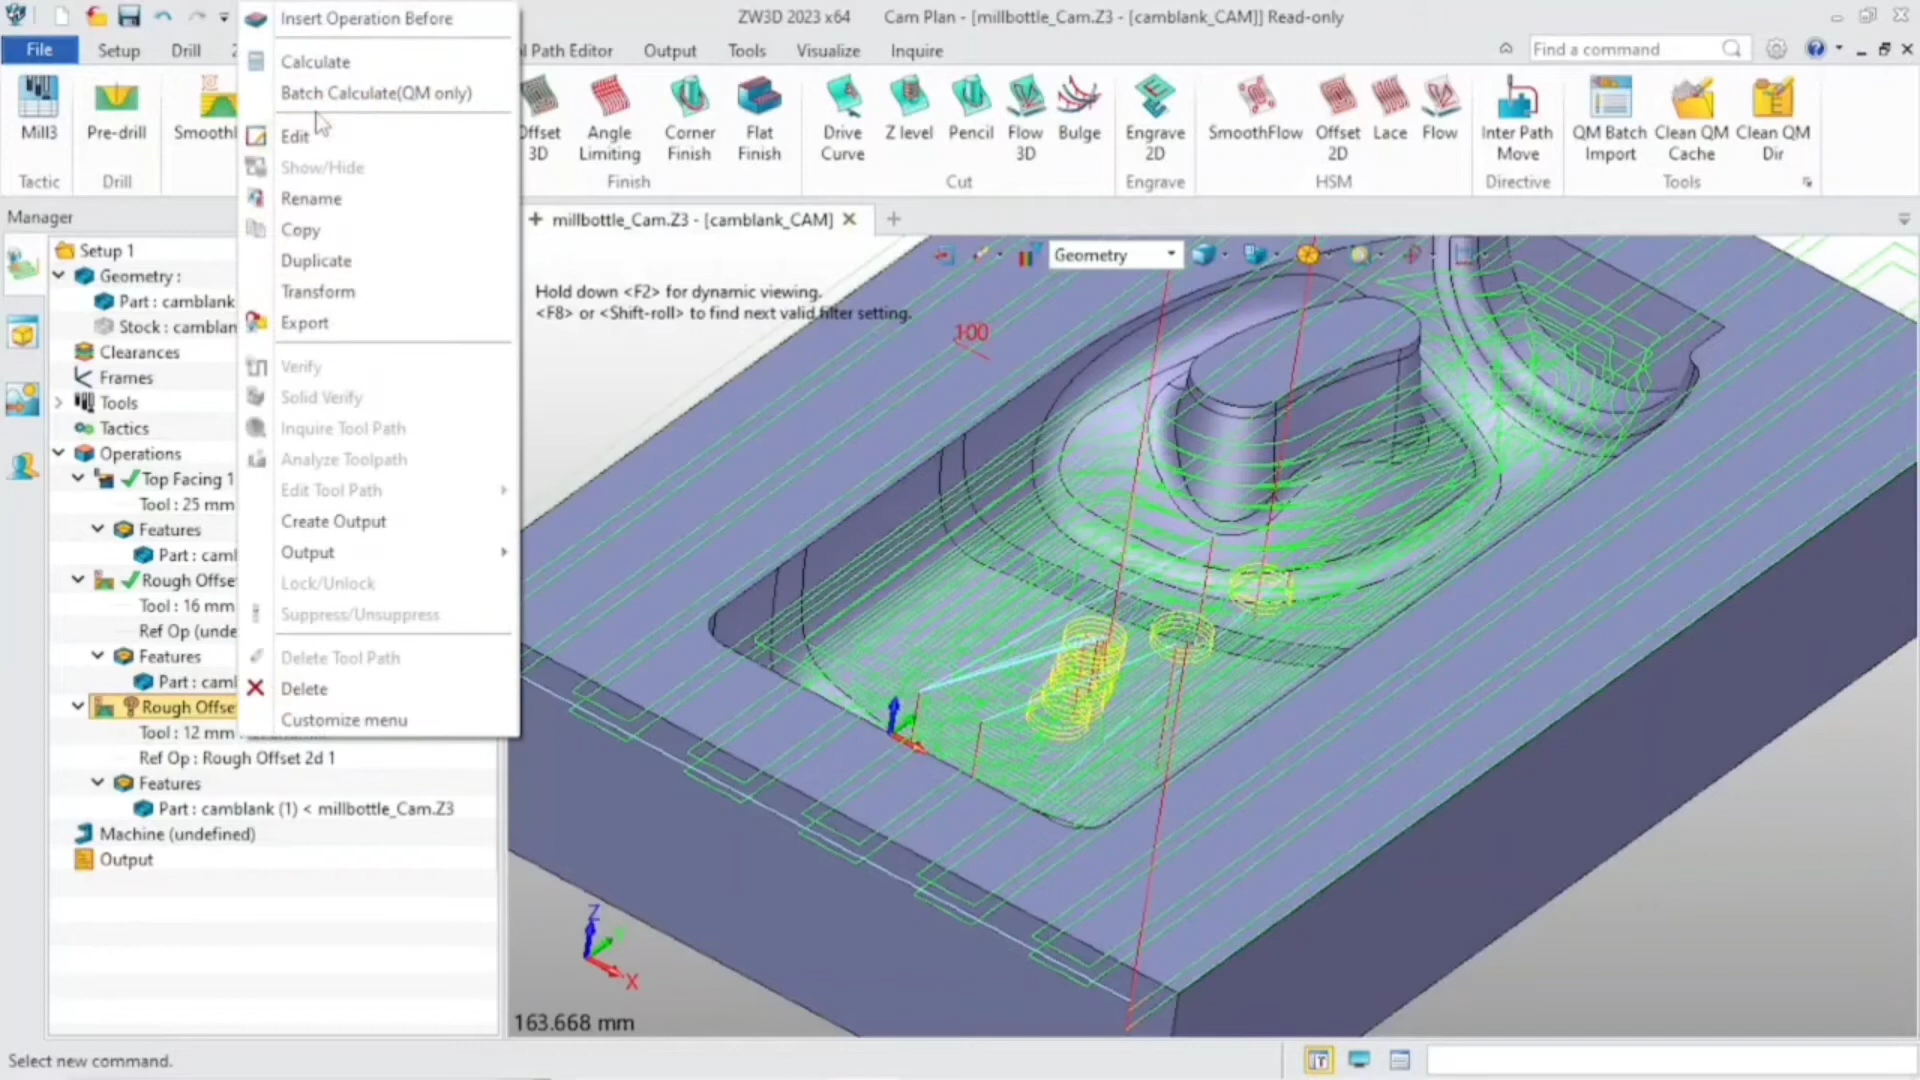 ZW3D 2023 x64
Cam Plan - [millbottle_Cam.Z3 - [camblank_CAM]] Read-only
File
Setup
Drill
Path Editor
Output
Tools
Visualize
Inquire
Find a command
Mill3
Pre-drill
Offset 3D
Angle Limiting
Corner Finish
Flat Finish
Drive Curve
Z level
Pencil
Flow 3D
Bulge
Engrave 2D
SmoothFlow
Offset 2D
Lace
Flow
Inter Path Move
QM Batch Import
Clean QM Cache
Clean QM Dir
Tactic
Drill
Finish
Cut
Engrave
HSM
Directive
Tools
Insert Operation Before
Calculate
Batch Calculate(QM only)
Edit
Show/Hide
Rename
Copy
Duplicate
Transform
Export
Verify
Solid Verify
Inquire Tool Path
Analyze Toolpath
Edit Tool Path
Create Output
Output
Lock/Unlock
Suppress/Unsuppress
Delete Tool Path
Delete
Customize menu
Manager
Setup 1
Geometry :
Part : camblank
Stock : camblan
Clearances
Frames
Tools
Tactics
Operations
Top Facing 1
Tool : 25 mm
Features
Part : camb
Rough Offse
Tool : 16 mm
Ref Op (unde
Features
Part : camb
Rough Offse
Tool : 12 mm
Ref Op : Rough Offset 2d 1
Features
Part : camblank (1) < millbottle_Cam.Z3
Machine (undefined)
Output
millbottle_Cam.Z3 - [camblank_CAM]
Geometry
Hold down <F2> for dynamic viewing.
<F8> or <Shift-roll> to find next valid filter setting.
100
Z
X
163.668 mm
Select new command.